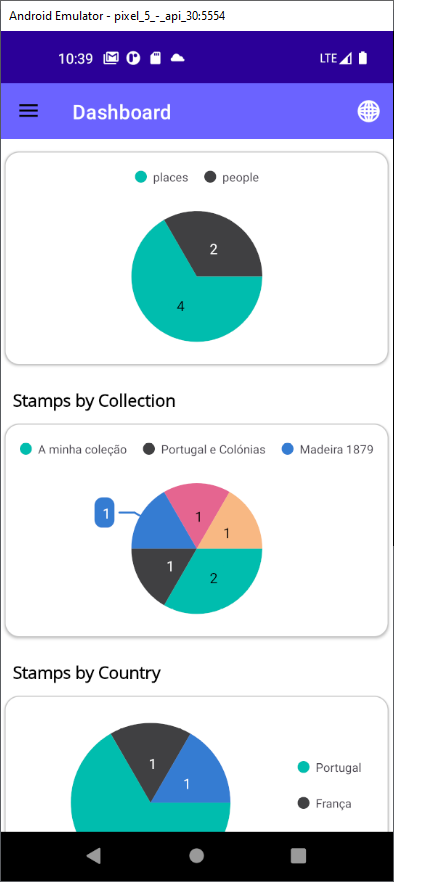 Android Emulator - pixel_5_-_api_30:5554
10:39 LTE
Dashboard
places people
2
4
Stamps by Collection
A minha coleção Portugal e Colónias Madeira 1879
1
1
1
1
2
Stamps by Country
1
1
Portugal
França